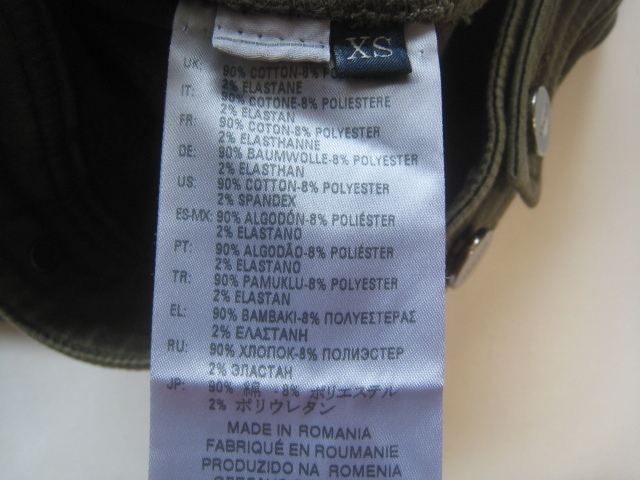 XS
UK: 90% COTTON-8% PO
2% ELASTANE
IT: 90% COTONE-8% POLIESTERE
2% ELASTAN
FR: 90% COTON-8% POLYESTER
2% ELASTHANNE
DE: 90% BAUMWOLLE-8% POLYESTER
2% ELASTHAN
US: 90% COTTON-8% POLYESTER
2% SPANDEX
ES-MX: 90% ALGODÓN-8% POLIÉSTER
2% ELASTANO
PT: 90% ALGODÃO-8% POLIÉSTER
2% ELASTANO
TR: 90% PAMUKLU-8% POLYESTER
2% ELASTAN
EL: 90% ΒΑΜΒΑΚΙ-8% ΠΟΛΥΕΣΤΕΡΑΣ
2% ΕΛΑΣΤΑΝΗ
RU: 90% ХЛОПОК-8% ПОЛИЭСТЕР
2% ЭЛАСТАН
JP: 90% 綿 8% ポリエステル
2% ポリウレタン
MADE IN ROMANIA
FABRIQUÉ EN ROUMANIE
PRODUZIDO NA ROMENIA